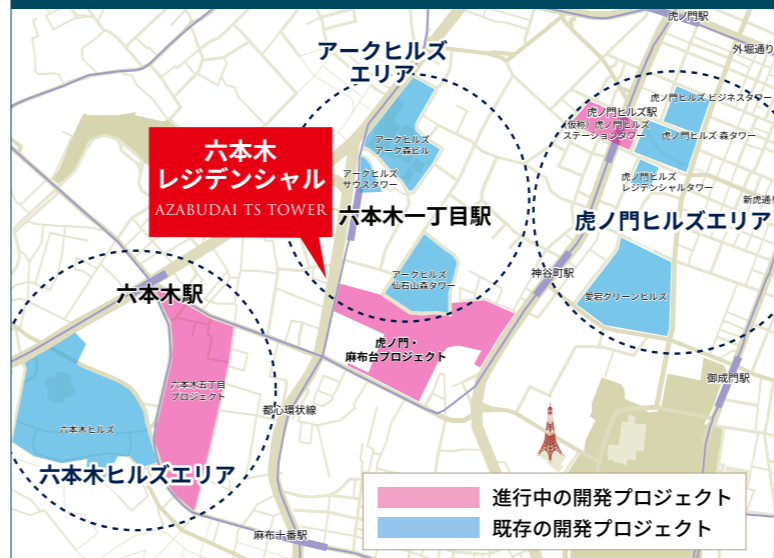 虎ノ門駅
外堀通り
アークヒルズ
エリア
虎ノ門ヒルズ駅
虎ノ門ヒルズ ビジネスタワー
(仮称)虎ノ門ヒルズ
ステーションタワー
虎ノ門ヒルズ 森タワー
アークヒルズ
アーク森ビル
六本木
レジデンシャル
AZABUDAI TS TOWER
アークヒルズ
サウスタワー
虎ノ門ヒルズ
レジデンシャルタワー
新虎通り
六本木一丁目駅
虎ノ門ヒルズエリア
神谷町駅
アークヒルズ
仙石山森タワー
六本木駅
愛宕グリーンヒルズ
虎ノ門・
麻布台プロジェクト
御成門駅
六本木五丁目
プロジェクト
都心環状線
六本木ヒルズ
六本木ヒルズエリア
麻布十番駅
進行中の開発プロジェクト
既存の開発プロジェクト